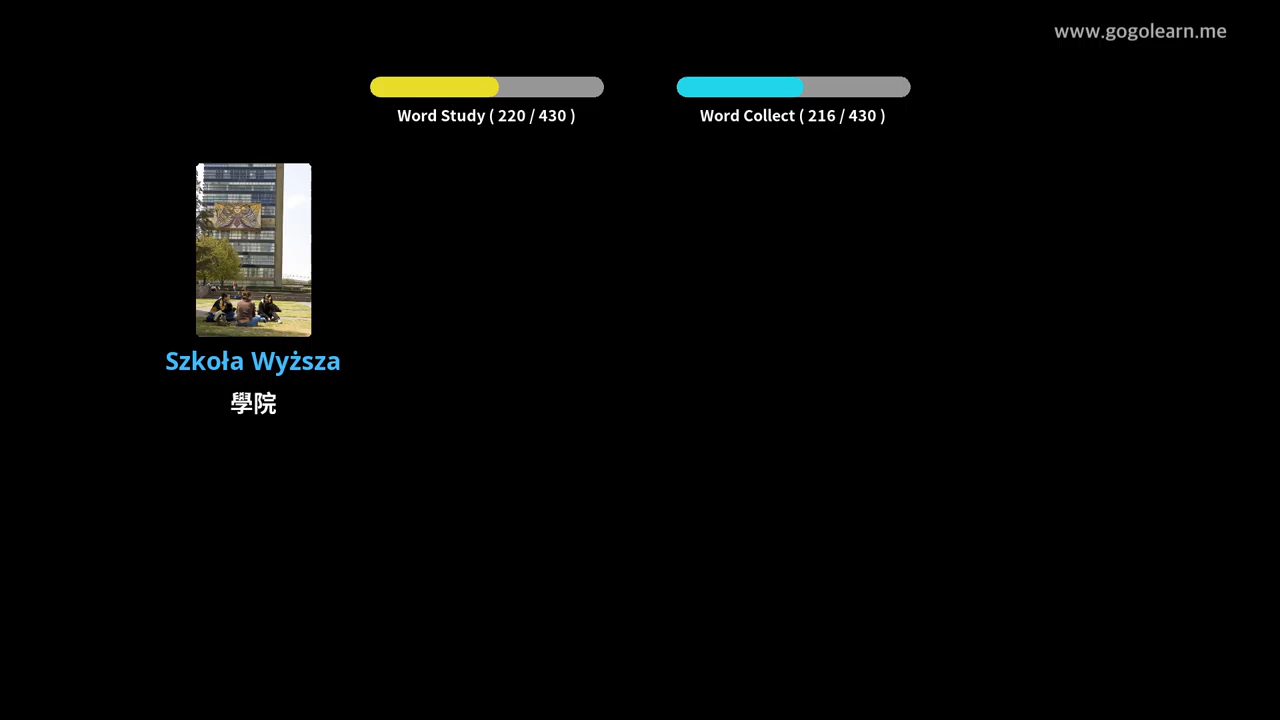 www.gogolearn.me
Word Study ( 220 / 430 )
Word Collect ( 216 / 430 )
Szkoła Wyższa
學院